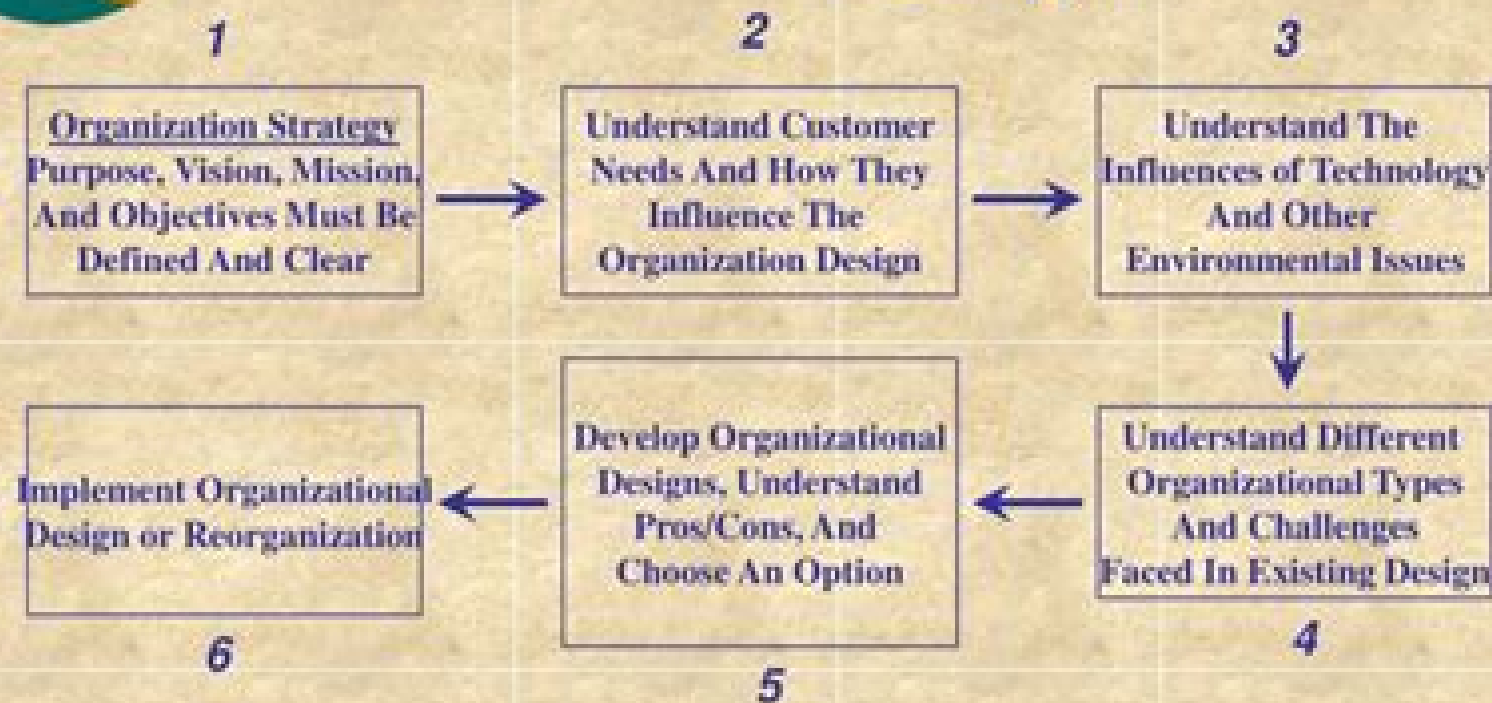 1
Organization Strategy
Purpose, Vision, Mission,
And Objectives Must Be
Defined And Clear
2
Understand Customer
Needs And How They
Influence The
Organization Design
3
Understand The
Influences of Technology
And Other
Environmental Issues
Understand Different
Organizational Types
And Challenges
Faced In Existing Design
4
Develop Organizational
Designs, Understand
Pros/Cons, And
Choose An Option
5
Implement Organizational
Design or Reorganization
6